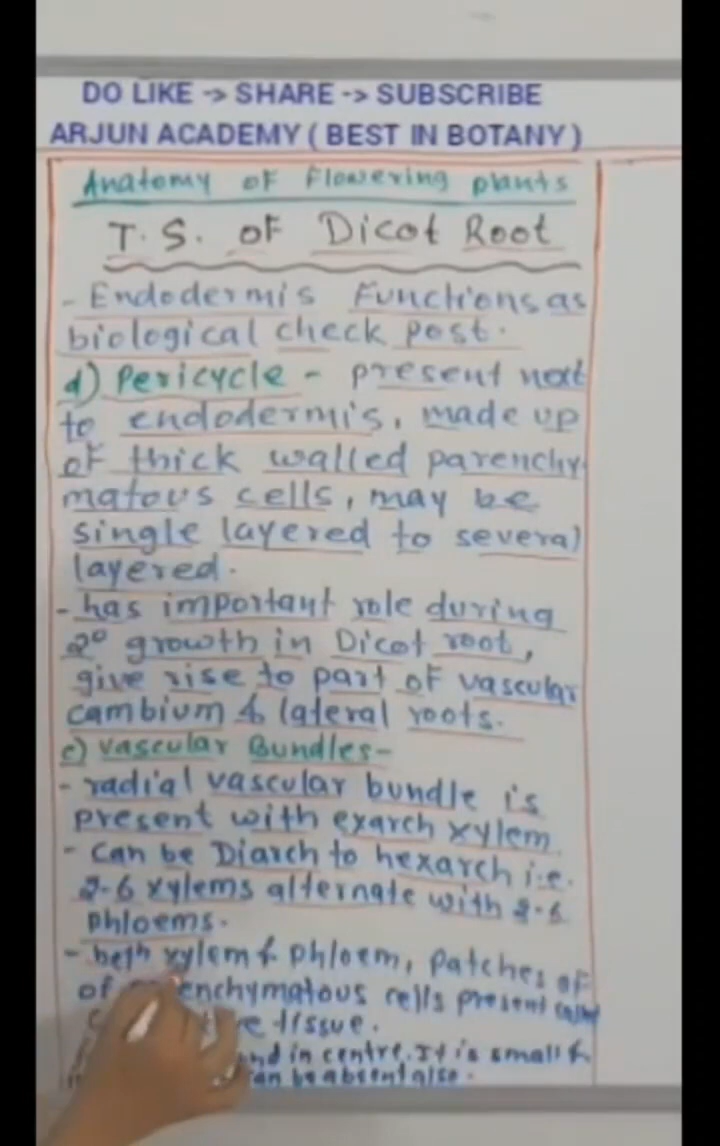 DO LIKE -> SHARE -> SUBSCRIBE
ARJUN ACADEMY ( BEST IN BOTANY )
Anatomy of Flowering plants
T.S. of Dicot Root
- Endodermis Functions as
biological check post.
d) Pericycle - present next
to endodermis, made up
of thick walled parenchy
matous cells, may be
single layered to several
layered.
- has important role during
2° growth in Dicot root,
give rise to part of vascular
cambium & lateral roots.
e) Vascular Bundles-
- radial vascular bundle is
present with exarch xylem
- Can be Diarch to hexarch i.e.
2-6 xylems alternate with 2-6
phloems.
- both xylem & phloem, patches of
of enchymatous cells present
tissue.
in centre. It is small &
can be absent also.